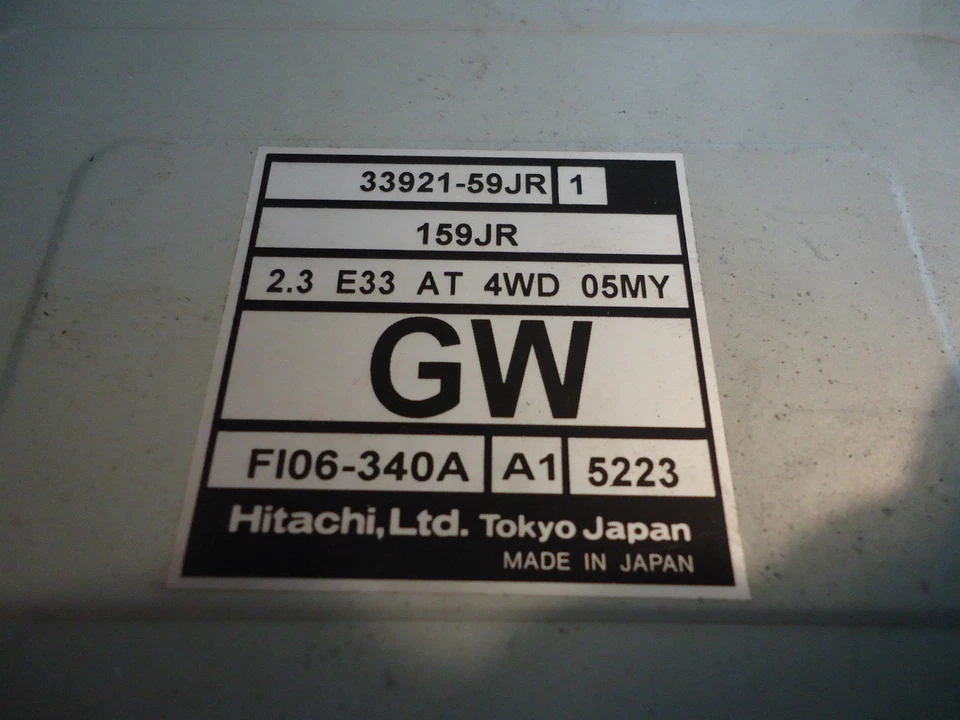 33921-59JR 1
159JR
2.3 E33 AT 4WD 05MY
GW
FI06-340A A1 5223
Hitachi,Ltd. Tokyo Japan
MADE IN JAPAN